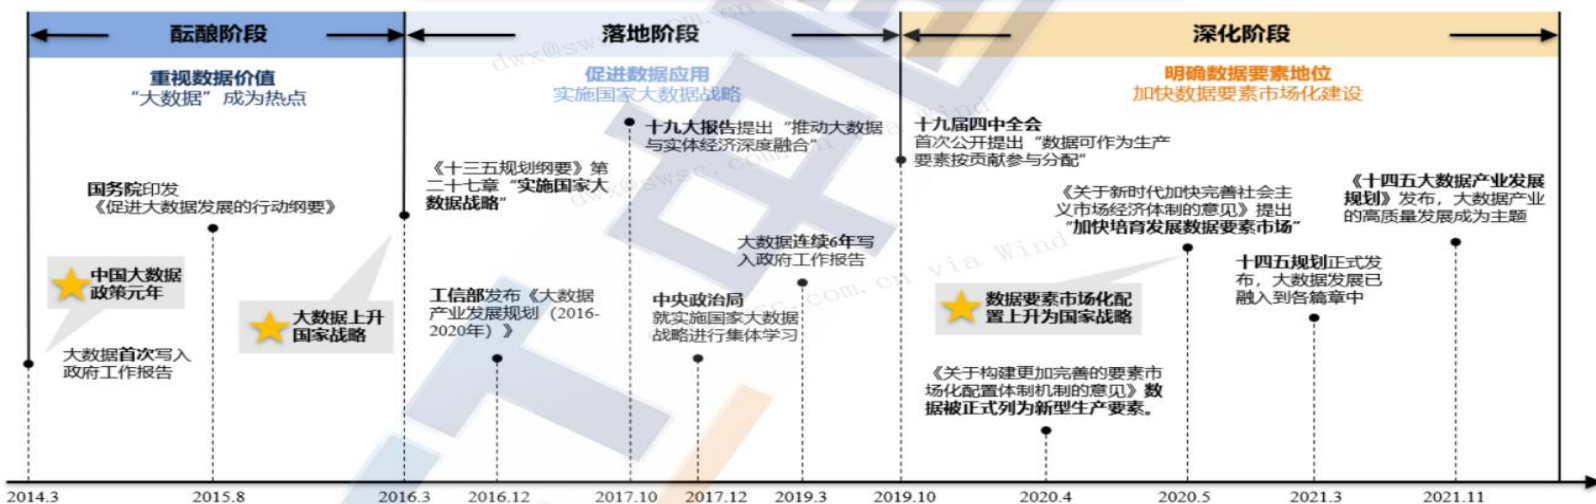 酝酿阶段
落地阶段
深化阶段
重视数据价值
“大数据”成为热点
促进数据应用
实施国家大数据战略
明确数据要素地位
加快数据要素市场化建设
大数据首次写入
政府工作报告
中国大数据
政策元年
国务院印发
《促进大数据发展的行动纲要》
大数据上升
国家战略
《十三五规划纲要》第
二十七章“实施国家大
数据战略”
工信部发布《大数据
产业发展规划（2016-
2020年）》
十九大报告提出“推动大数据
与实体经济深度融合”
中央政治局
就实施国家大数据
战略进行集体学习
大数据连续6年写
入政府工作报告
十九届四中全会
首次公开提出“数据可作为生产
要素按贡献参与分配”
《关于构建更加完善的要素市
场化配置体制机制的意见》数
据被正式列为新型生产要素。
数据要素市场化配
置上升为国家战略
《关于新时代加快完善社会主
义市场经济体制的意见》提出
“加快培育发展数据要素市场”
十四五规划正式发
布，大数据发展已
融入到各篇章中
《十四五大数据产业发展
规划》发布，大数据产业
的高质量发展成为主题
2014.3
2015.8
2016.3
2016.12
2017.10
2017.12
2019.3
2019.10
2020.4
2020.5
2021.3
2021.11